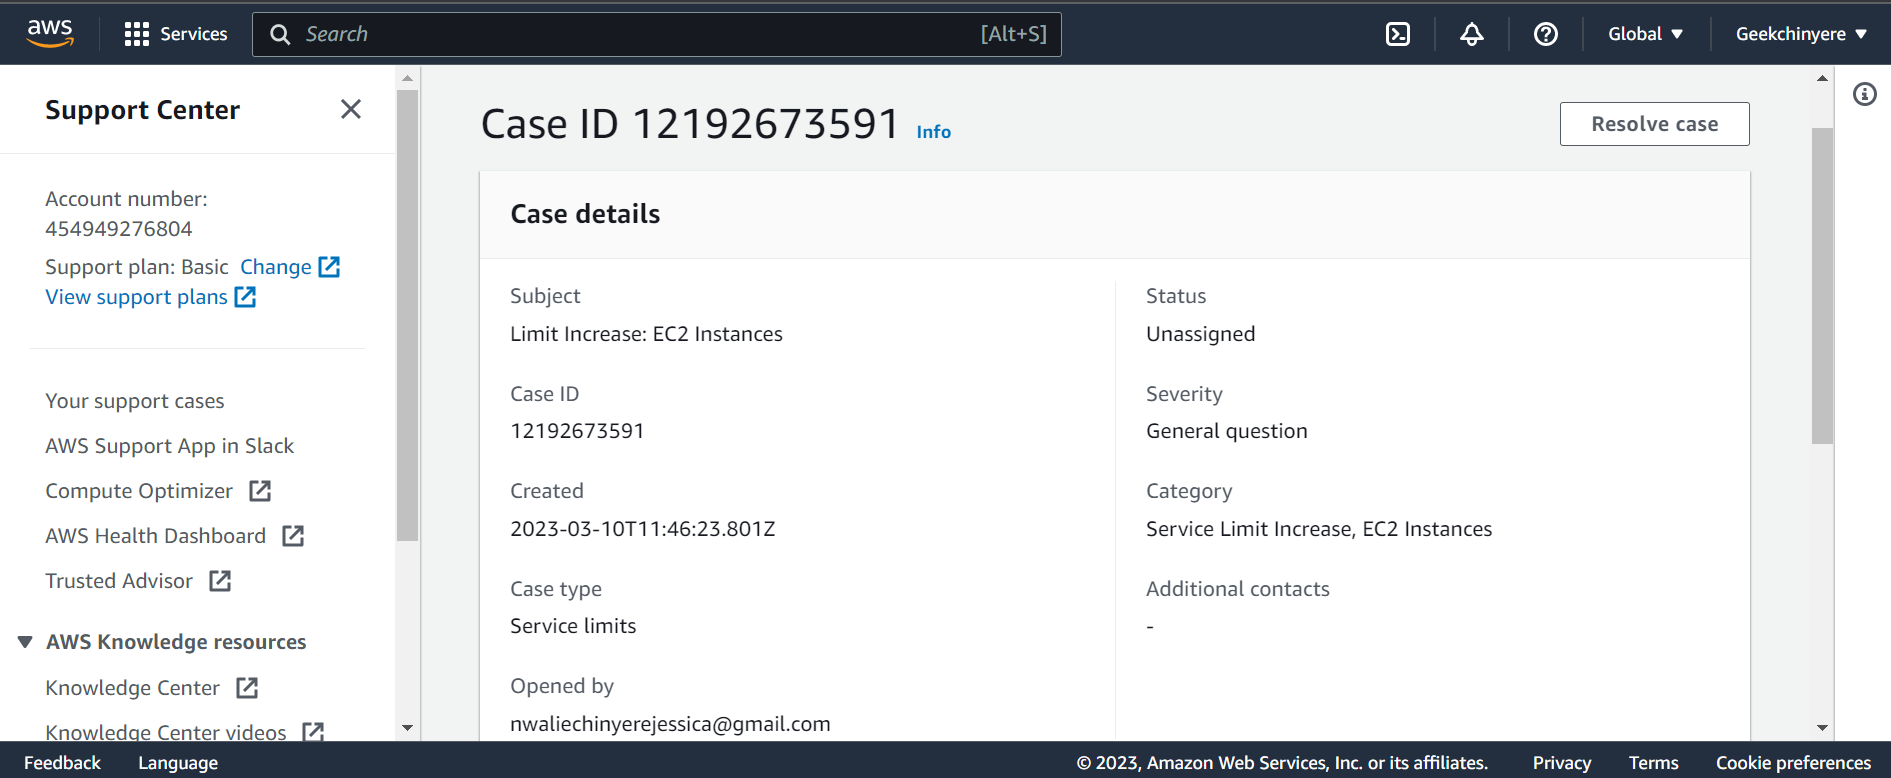 aws
Services
Search
[Alt+S]
Global
Geekchinyere
Support Center
Account number:
454949276804
Support plan: Basic Change
View support plans
Your support cases
AWS Support App in Slack
Compute Optimizer
AWS Health Dashboard
Trusted Advisor
AWS Knowledge resources
Knowledge Center
Knowledge Center videos
Case ID 12192673591 Info
Resolve case
Case details
Subject
Limit Increase: EC2 Instances
Case ID
12192673591
Created
2023-03-10T11:46:23.801Z
Case type
Service limits
Opened by
nwaliechinyerejessica@gmail.com
Status
Unassigned
Severity
General question
Category
Service Limit Increase, EC2 Instances
Additional contacts
-
Feedback
Language
© 2023, Amazon Web Services, Inc. or its affiliates.
Privacy
Terms
Cookie preferences